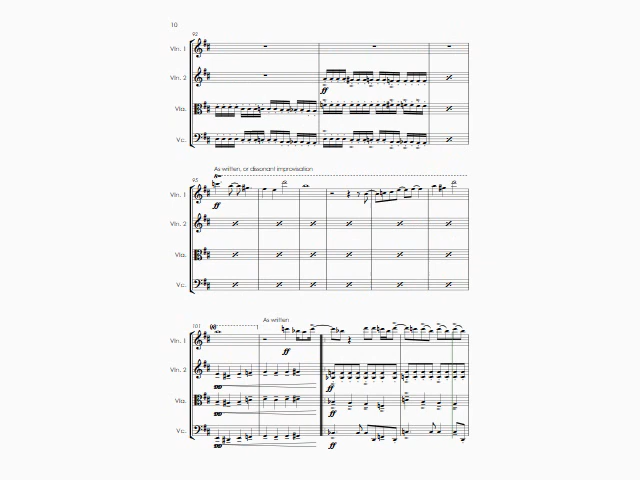 10
92
Vln. 1
Vln. 2
ff
Vla.
Vc.
As written, or dissonant improvisation
95
Vln. 1
ff
Vln. 2
Vla.
Vc.
As written
101
Vln. 1
ff
Vln. 2
pp
ff
Vla.
pp
ff
Vc.
pp
ff